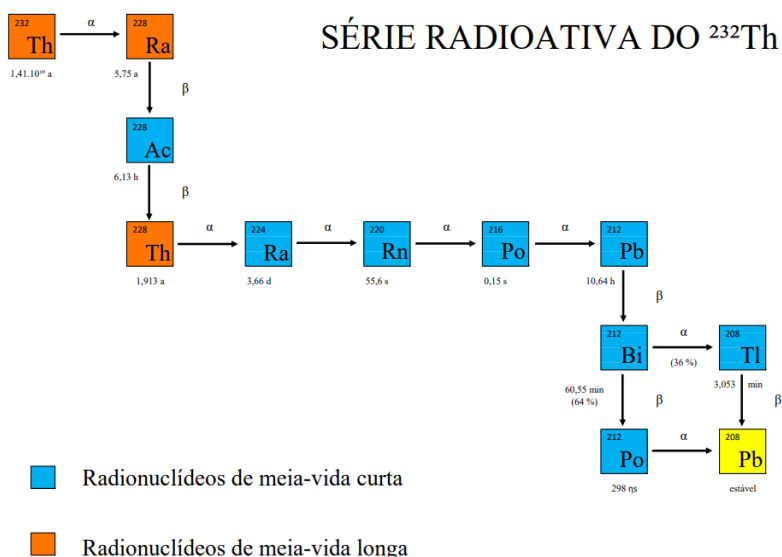 SÉRIE RADIOATIVA DO ²³²Th
232 Th
α
228 Ra
1,41.10¹⁰ a
5,75 a
β
228 Ac
6,13 h
β
228 Th
α
224 Ra
α
220 Rn
α
216 Po
α
212 Pb
1,913 a
3,66 d
55,6 s
0,15 s
10,64 h
β
212 Bi
α
(36 %)
208 Tl
60,55 min
(64 %)
β
3,053 min
β
212 Po
α
208 Pb
298 ηs
estável
Radionuclídeos de meia-vida curta
Radionuclídeos de meia-vida longa